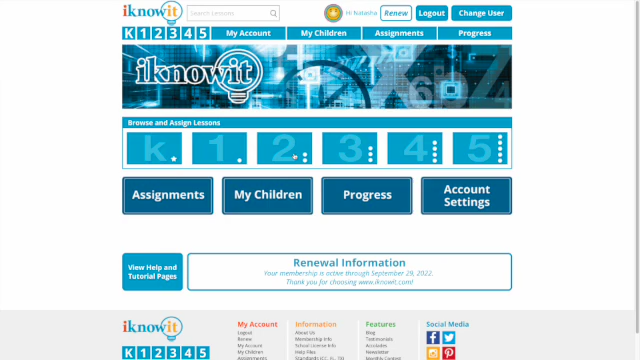 iknowit
Search Lessons
Hi Natasha
Renew
Logout
Change User
K 1 2 3 4 5
My Account
My Children
Assignments
Progress
iknowit
Browse and Assign Lessons
k 1 2 3 4 5
Assignments
My Children
Progress
Account
Settings
View Help and
Tutorial Pages
Renewal Information
Your membership is active through September 29, 2022.
Thank you for choosing www.iknowit.com!
iknowit
K 1 2 3 4 5
My Account
Logout
Renew
My Account
My Children
Assignments
Information
About Us
Membership Info
School License Info
Help Files
Features
Blog
Testimonials
Accolades
Newsletter
Monthly Contest
Social Media